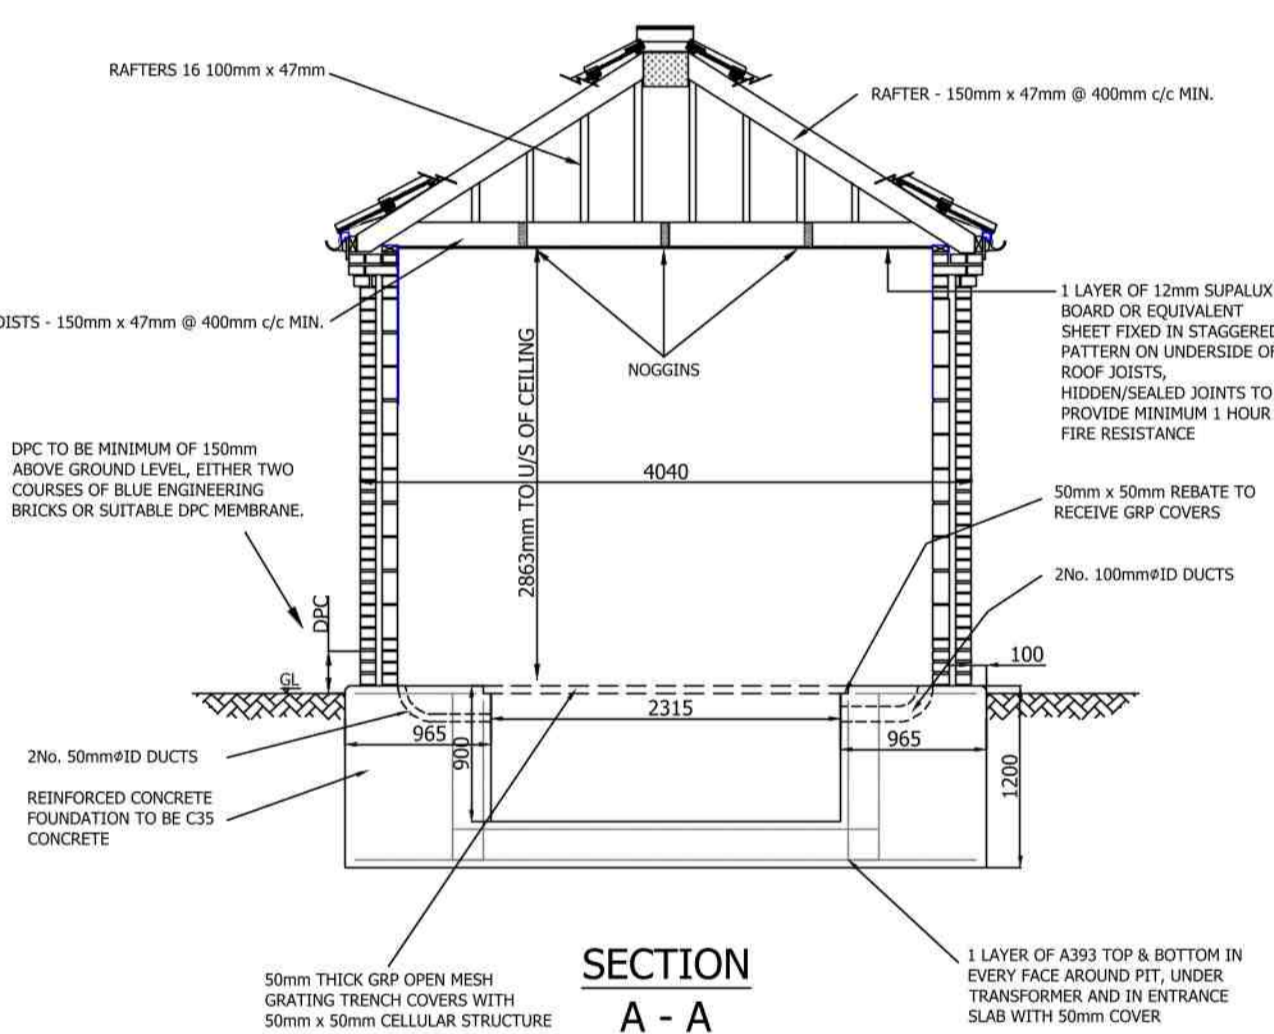 RAFTERS 16 100mm x 47mm
RAFTER - 150mm x 47mm @ 400mm c/c MIN.
OISTS - 150mm x 47mm @ 400mm c/c MIN.
NOGGINS
2863mm TO U/S OF CEILING
1 LAYER OF 12mm SUPALUX
BOARD OR EQUIVALENT
SHEET FIXED IN STAGGERED
PATTERN ON UNDERSIDE OF
ROOF JOISTS,
HIDDEN/SEALED JOINTS TO
PROVIDE MINIMUM 1 HOUR
FIRE RESISTANCE
DPC TO BE MINIMUM OF 150mm
ABOVE GROUND LEVEL, EITHER TWO
COURSES OF BLUE ENGINEERING
BRICKS OR SUITABLE DPC MEMBRANE.
4040
50mm x 50mm REBATE TO
RECEIVE GRP COVERS
2No. 100mmøID DUCTS
DPC
100
GL
2315
965
900
965
1200
2No. 50mmøID DUCTS
REINFORCED CONCRETE
FOUNDATION TO BE C35
CONCRETE
50mm THICK GRP OPEN MESH
GRATING TRENCH COVERS WITH
50mm x 50mm CELLULAR STRUCTURE
SECTION
A - A
1 LAYER OF A393 TOP & BOTTOM IN
EVERY FACE AROUND PIT, UNDER
TRANSFORMER AND IN ENTRANCE
SLAB WITH 50mm COVER